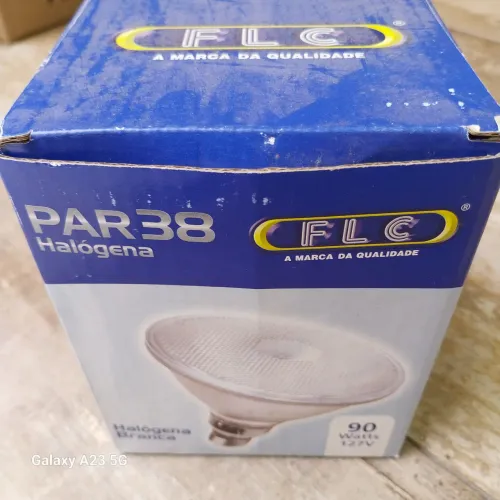 FLC®
A MARCA DA QUALIDADE
PAR38
Halógena
FLC®
A MARCA DA QUALIDADE
Halógena
Branca
90
Watts
127V
Galaxy A23 5G